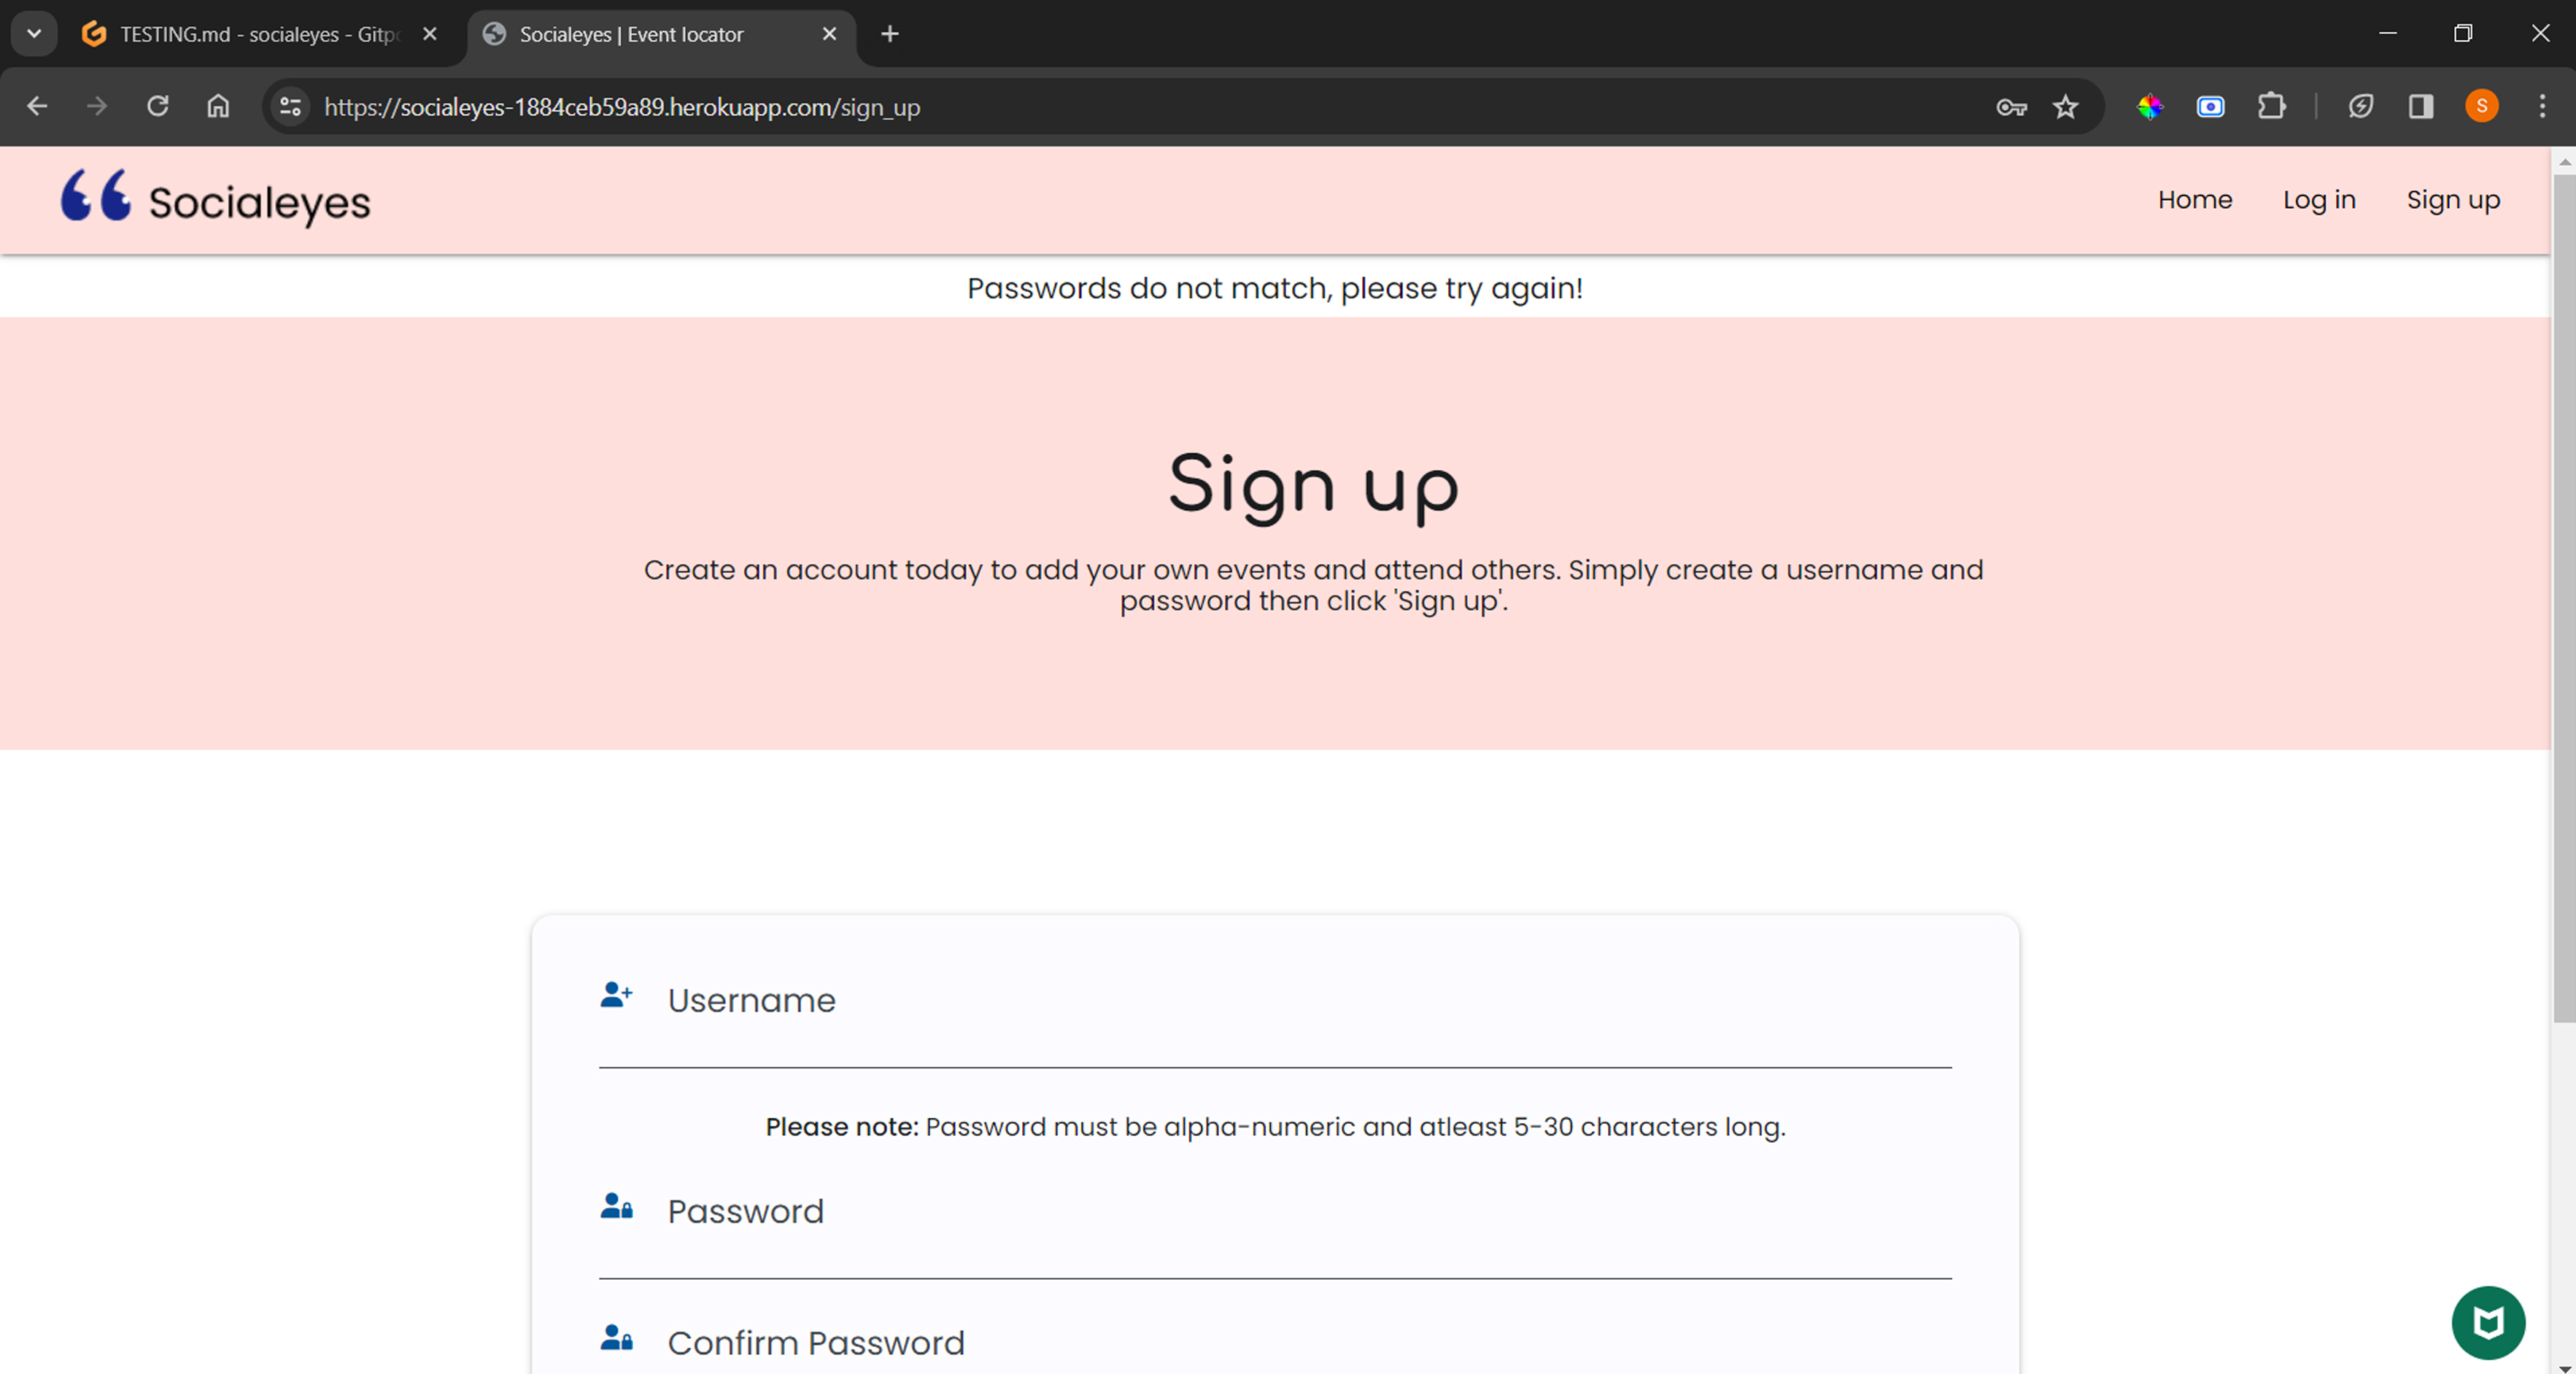 TESTING.md - socialeyes - Gitpo
Socialeyes | Event locator
https://socialeyes-1884ceb59a89.herokuapp.com/sign_up
S
Socialeyes
Home
Log in
Sign up
Passwords do not match, please try again!
Sign up
Create an account today to add your own events and attend others. Simply create a username and
password then click 'Sign up'.
Username
Please note: Password must be alpha-numeric and atleast 5-30 characters long.
Password
Confirm Password